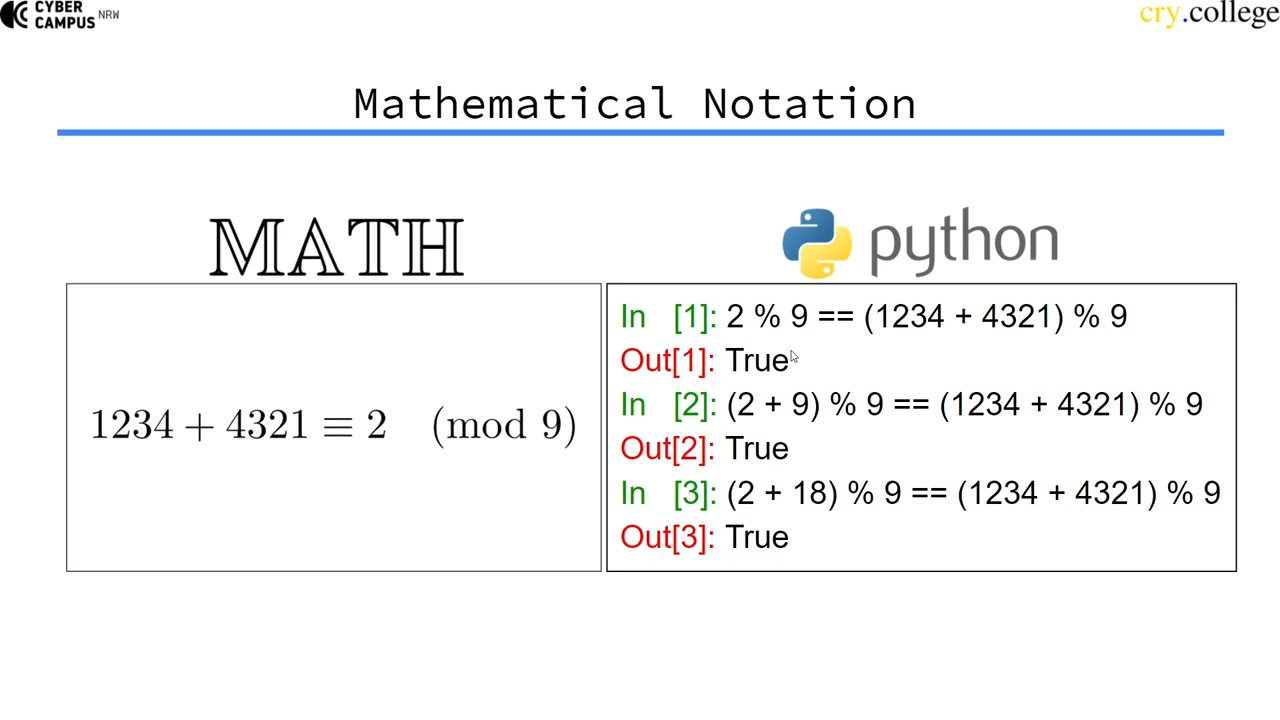 CYBER
CAMPUS NRW
cry.college
Mathematical Notation
MATH
python
1234 + 4321 ≡ 2 (mod 9)
In [1]: 2 % 9 == (1234 + 4321) % 9
Out[1]: True
In [2]: (2 + 9) % 9 == (1234 + 4321) % 9
Out[2]: True
In [3]: (2 + 18) % 9 == (1234 + 4321) % 9
Out[3]: True